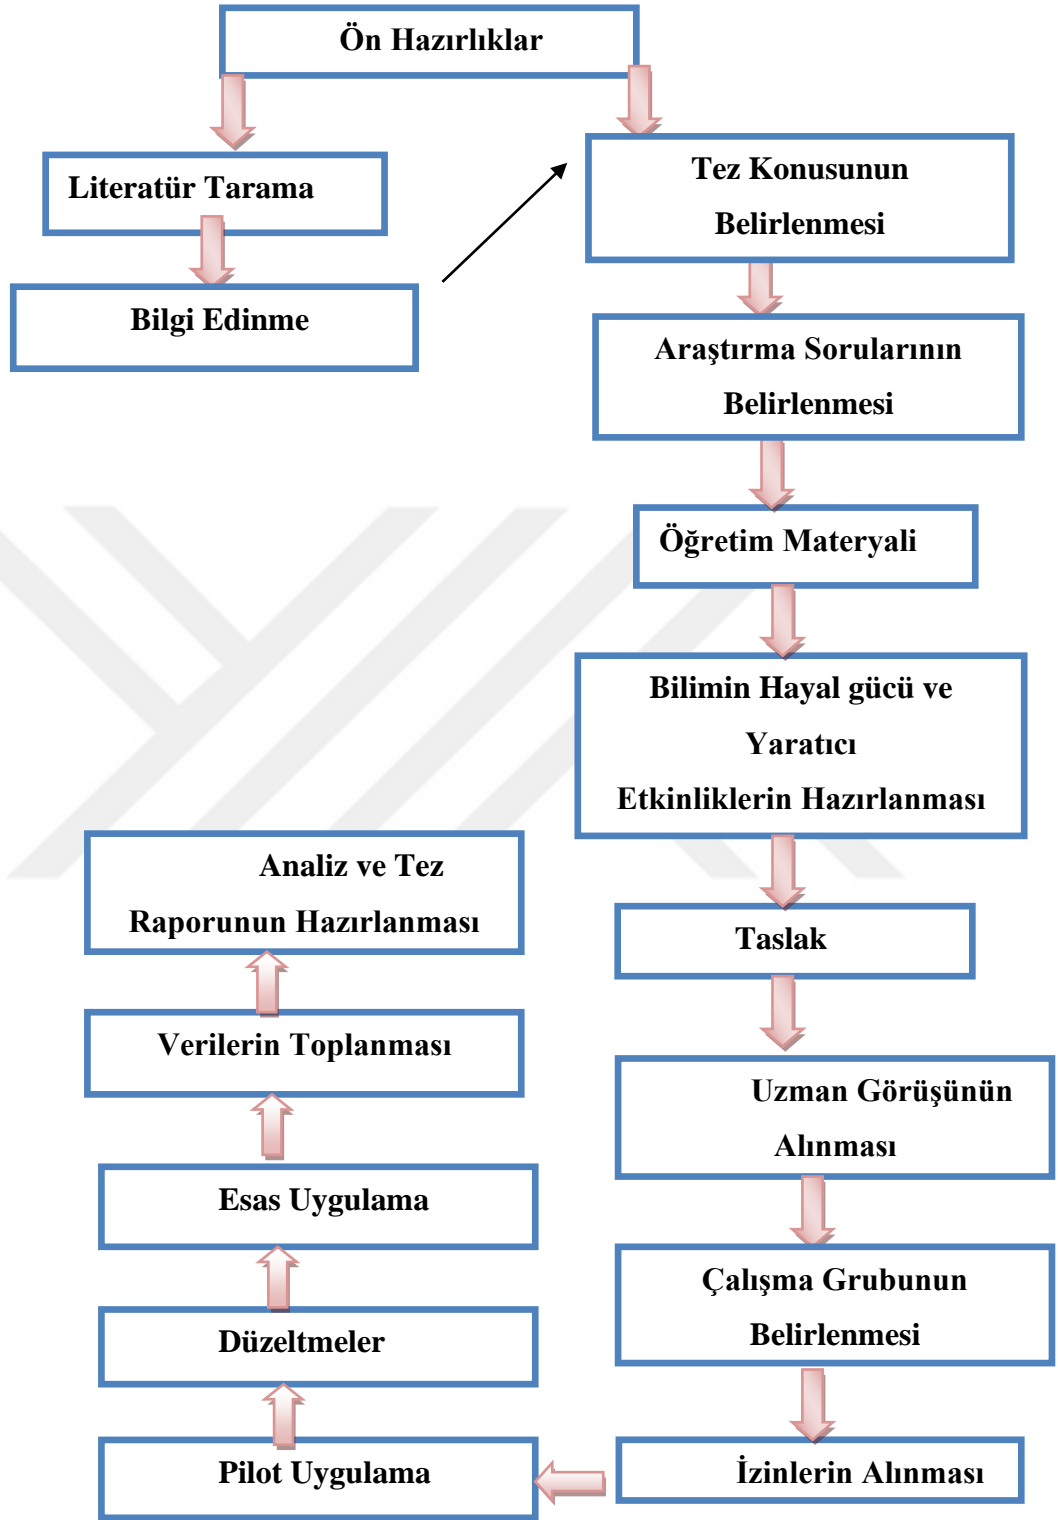 Ön Hazırlıklar
Literatür Tarama
Bilgi Edinme
Tez Konusunun
Belirlenmesi
Araştırma Sorularının
Belirlenmesi
Öğretim Materyali
Bilimin Hayal gücü ve
Yaratıcı
Etkinliklerin Hazırlanması
Taslak
Uzman Görüşünün
Alınması
Çalışma Grubunun
Belirlenmesi
İzinlerin Alınması
Pilot Uygulama
Düzeltmeler
Esas Uygulama
Verilerin Toplanması
Analiz ve Tez
Raporunun Hazırlanması